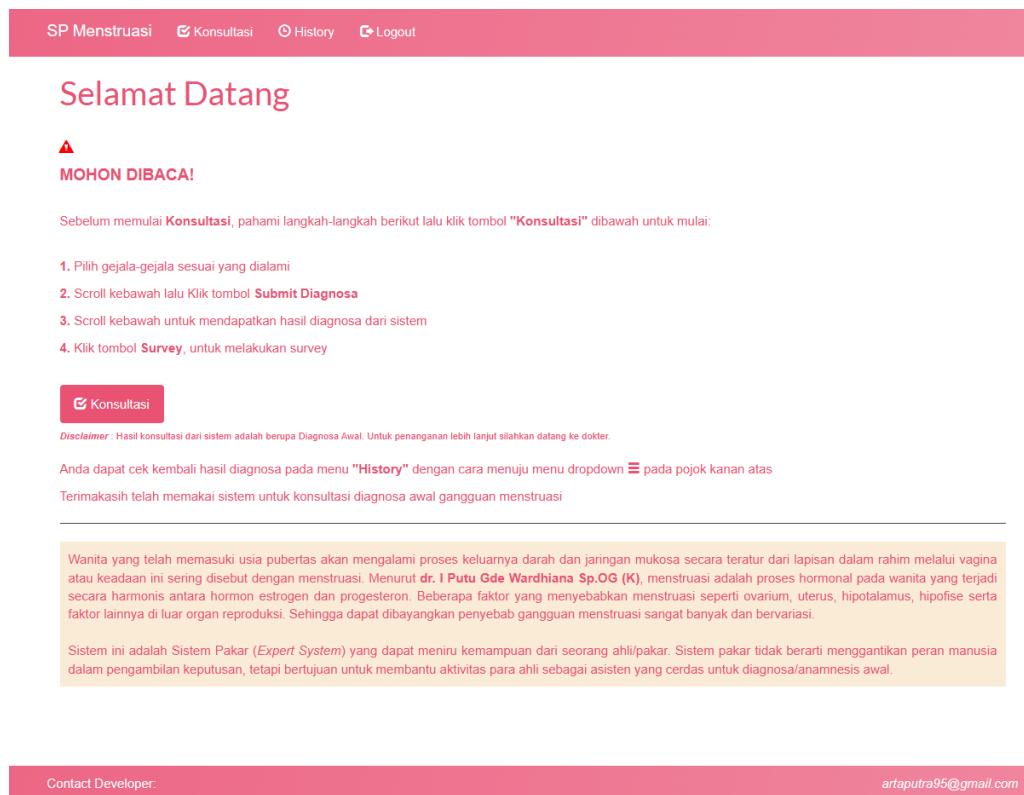 SP Menstruasi Konsultasi History Logout
Selamat Datang
MOHON DIBACA!
Sebelum memulai Konsultasi, pahami langkah-langkah berikut lalu klik tombol "Konsultasi" dibawah untuk mulai:
1. Pilih gejala-gejala sesuai yang dialami
2. Scroll kebawah lalu Klik tombol Submit Diagnosa
3. Scroll kebawah untuk mendapatkan hasil diagnosa dari sistem
4. Klik tombol Survey, untuk melakukan survey
Konsultasi
Disclaimer : Hasil konsultasi dari sistem adalah berupa Diagnosa Awal. Untuk penanganan lebih lanjut silahkan datang ke dokter.
Anda dapat cek kembali hasil diagnosa pada menu "History" dengan cara menuju menu dropdown pada pojok kanan atas
Terimakasih telah memakai sistem untuk konsultasi diagnosa awal gangguan menstruasi
Wanita yang telah memasuki usia pubertas akan mengalami proses keluarnya darah dan jaringan mukosa secara teratur dari lapisan dalam rahim melalui vagina
atau keadaan ini sering disebut dengan menstruasi. Menurut dr. I Putu Gde Wardhiana Sp.OG (K), menstruasi adalah proses hormonal pada wanita yang terjadi
secara harmonis antara hormon estrogen dan progesteron. Beberapa faktor yang menyebabkan menstruasi seperti ovarium, uterus, hipotalamus, hipofise serta
faktor lainnya di luar organ reproduksi. Sehingga dapat dibayangkan penyebab gangguan menstruasi sangat banyak dan bervariasi.
Sistem ini adalah Sistem Pakar (Expert System) yang dapat meniru kemampuan dari seorang ahli/pakar. Sistem pakar tidak berarti menggantikan peran manusia
dalam pengambilan keputusan, tetapi bertujuan untuk membantu aktivitas para ahli sebagai asisten yang cerdas untuk diagnosa/anamnesis awal.
Contact Developer: artaputra95@gmail.com